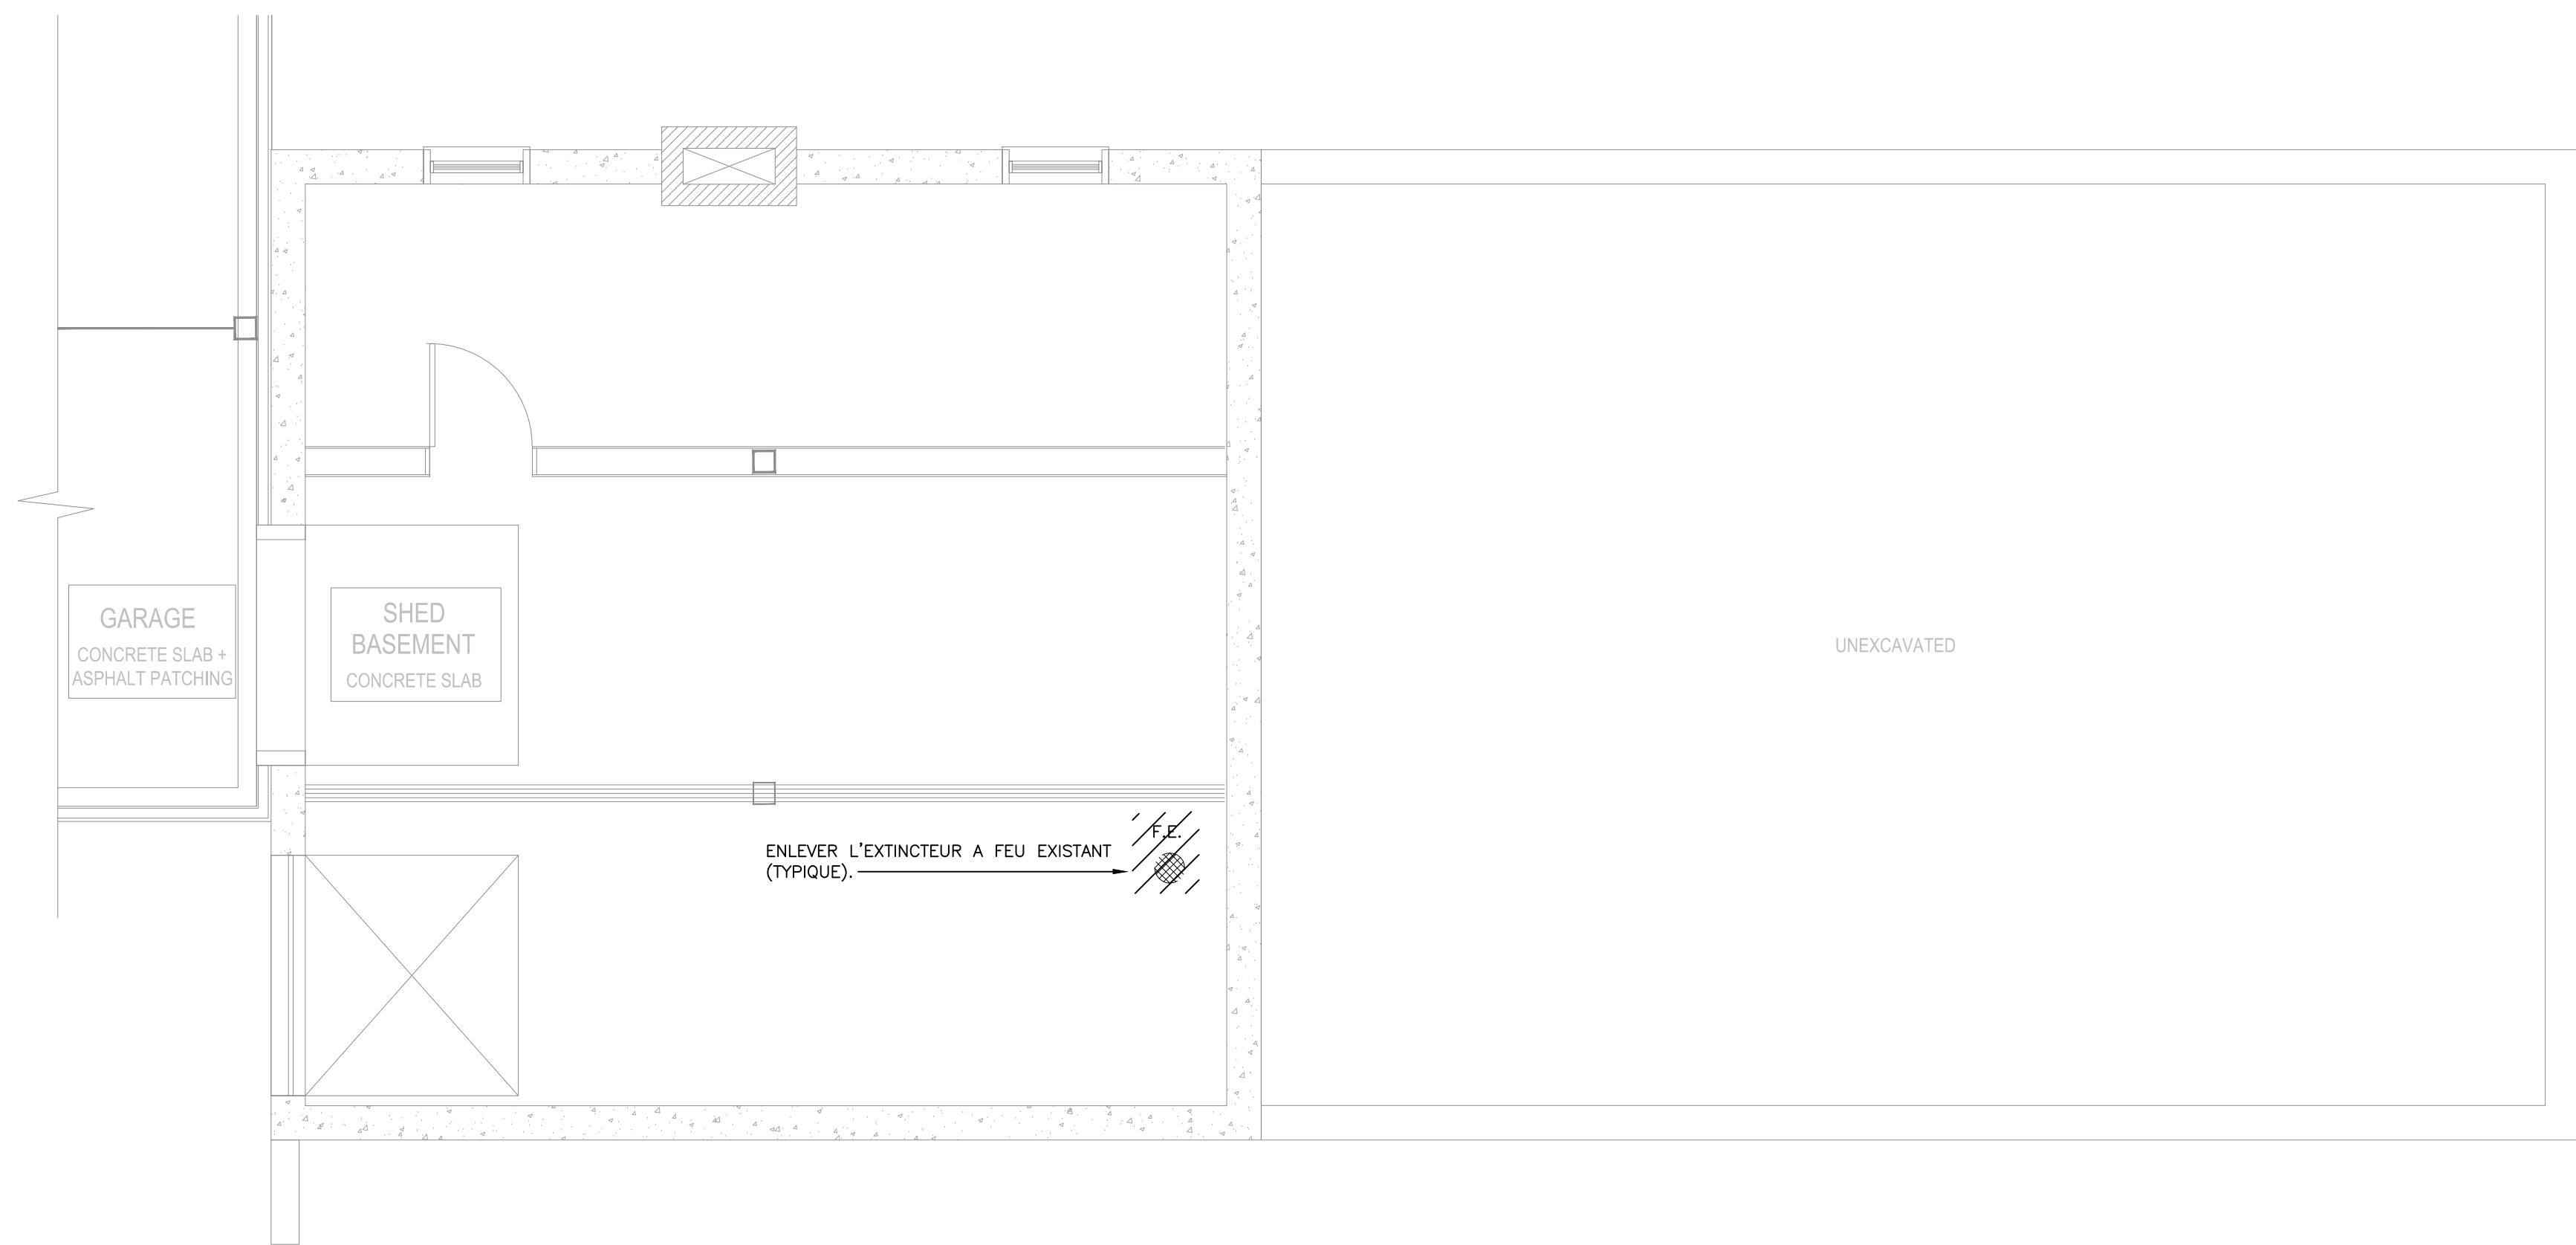 GARAGE
CONCRETE SLAB +
ASPHALT PATCHING
SHED
BASEMENT
CONCRETE SLAB
UNEXCAVATED
F.E.
ENLEVER L'EXTINCTEUR A FEU EXISTANT
(TYPIQUE).